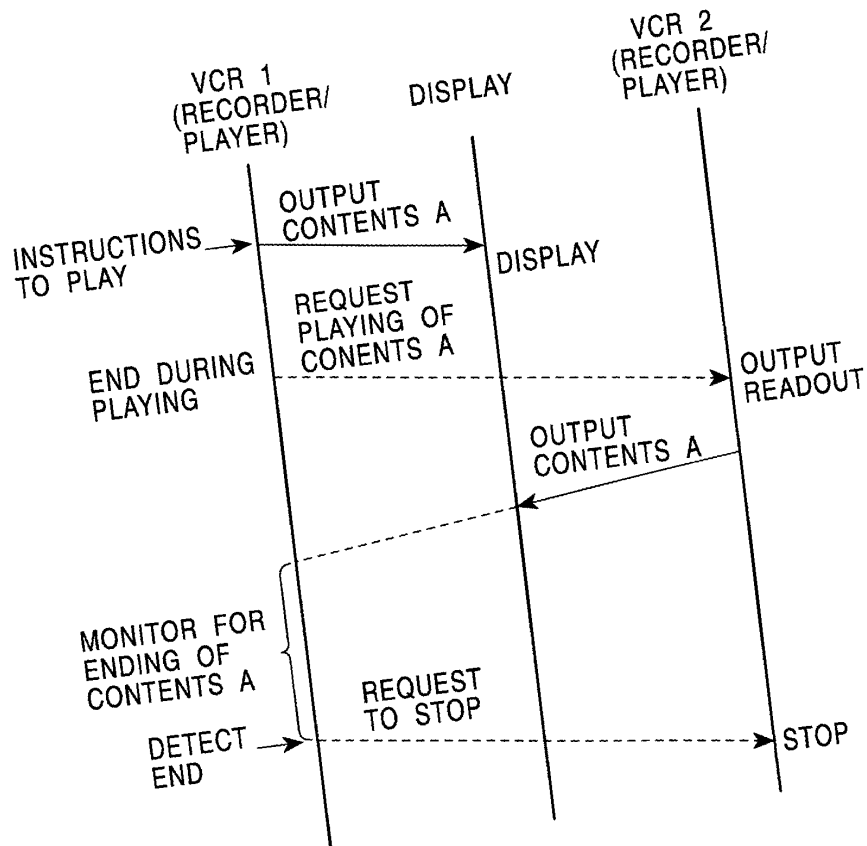 VCR 1
(RECORDER/
PLAYER)
DISPLAY
VCR 2
(RECORDER/
PLAYER)
INSTRUCTIONS
TO PLAY
OUTPUT
CONTENTS A
DISPLAY
END DURING
PLAYING
REQUEST
PLAYING OF
CONENTS A
OUTPUT
READOUT
OUTPUT
CONTENTS A
MONITOR FOR
ENDING OF
CONTENTS A
DETECT
END
REQUEST
TO STOP
STOP